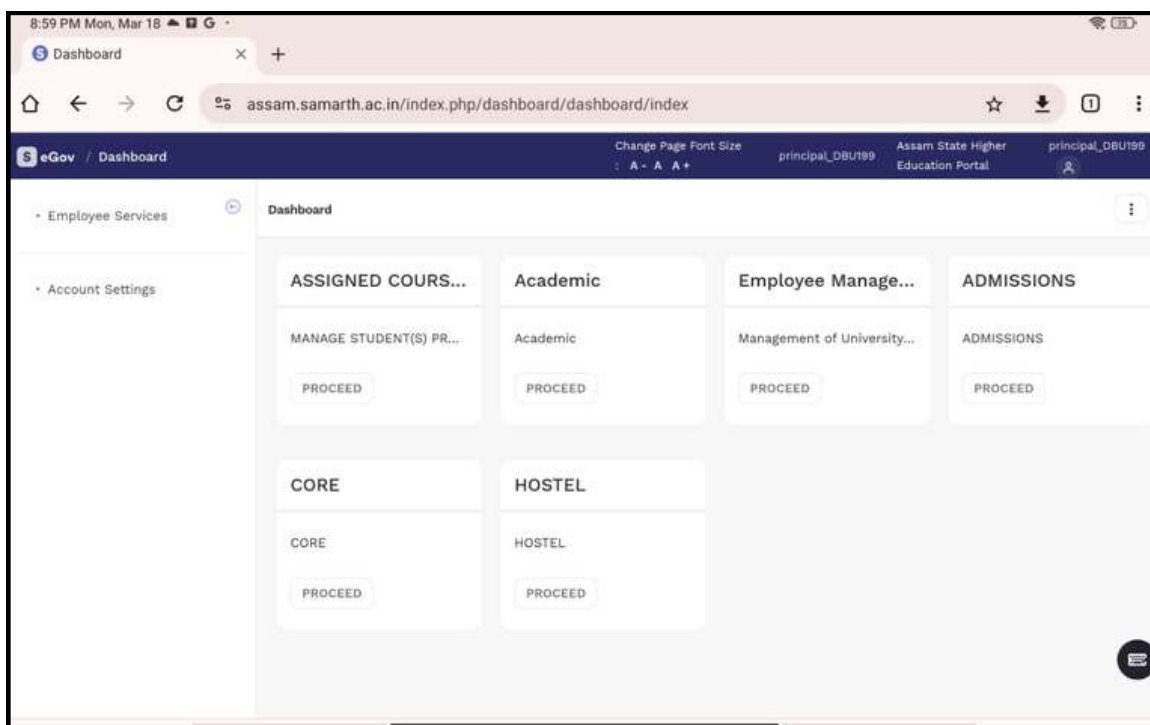 8:59 PM Mon, Mar 18 G ·
Dashboard
assam.samarth.ac.in/index.php/dashboard/dashboard/index
1
S eGov / Dashboard
Change Page Font Size
: A- A A+
principal_DBU199
Assam State Higher
Education Portal
principal_DBU199
Employee Services
Account Settings
Dashboard
ASSIGNED COURS...
Academic
Employee Manage...
ADMISSIONS
MANAGE STUDENT(S) PR...
Academic
Management of University...
ADMISSIONS
PROCEED
PROCEED
PROCEED
PROCEED
CORE
HOSTEL
CORE
HOSTEL
PROCEED
PROCEED